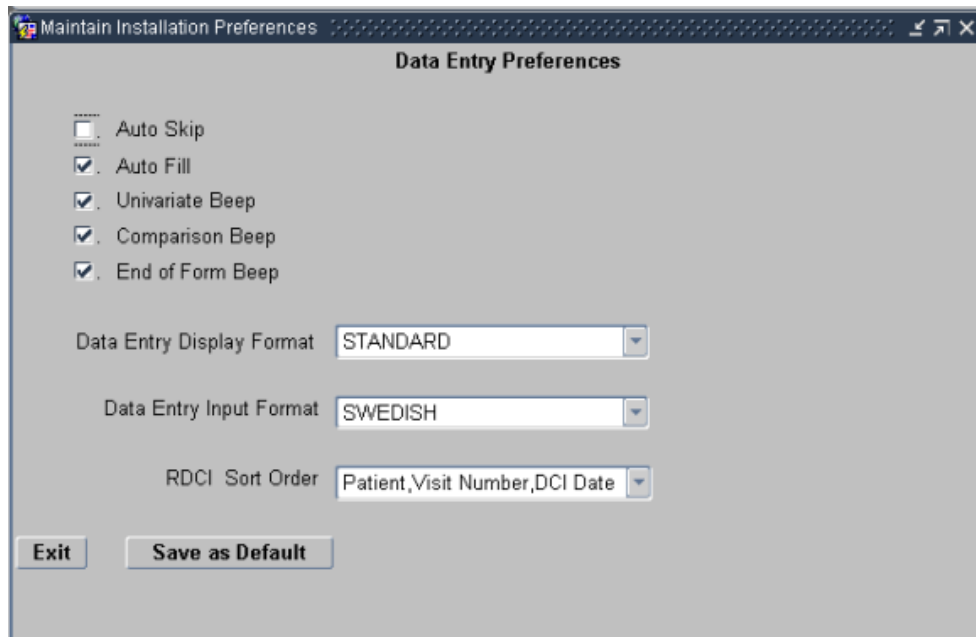 Maintain Installation Preferences
Data Entry Preferences
Auto Skip
Auto Fill
Univariate Beep
Comparison Beep
End of Form Beep
Data Entry Display Format STANDARD
Data Entry Input Format SWEDISH
RDCI Sort Order Patient,Visit Number,DCI Date
Exit Save as Default